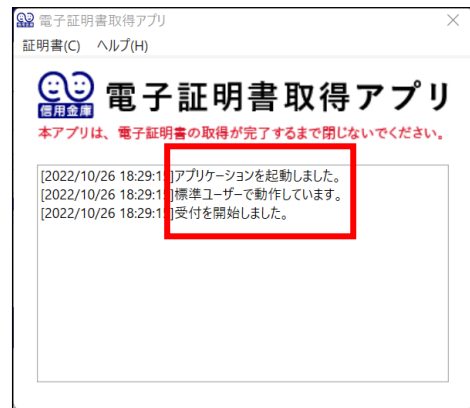 電子証明書取得アプリ
証明書(C) ヘルプ(H)
信用金庫
電子証明書取得アプリ
本アプリは、電子証明書の取得が完了するまで閉じないでください。
[2022/10/26 18:29:15]アプリケーションを起動しました。
[2022/10/26 18:29:15]標準ユーザーで動作しています。
[2022/10/26 18:29:15]受付を開始しました。